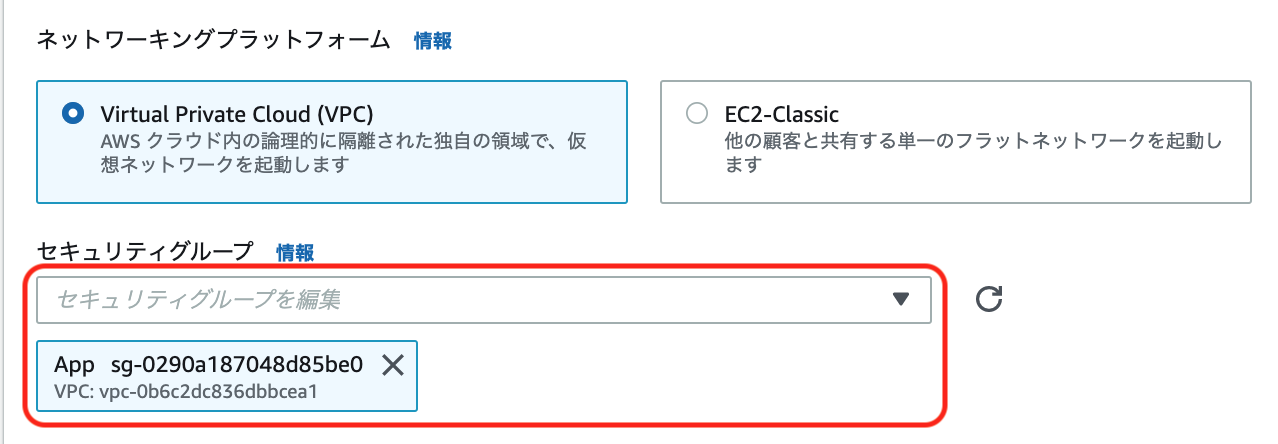 ネットワーキングプラットフォーム 情報
Virtual Private Cloud (VPC)
AWS クラウド内の論理的に隔離された独自の領域で、仮
想ネットワークを起動します
EC2-Classic
他の顧客と共有する単一のフラットネットワークを起動し
ます
セキュリティグループ 情報
セキュリティグループを編集
App sg-0290a187048d85be0
VPC: vpc-0b6c2dc836dbbcea1